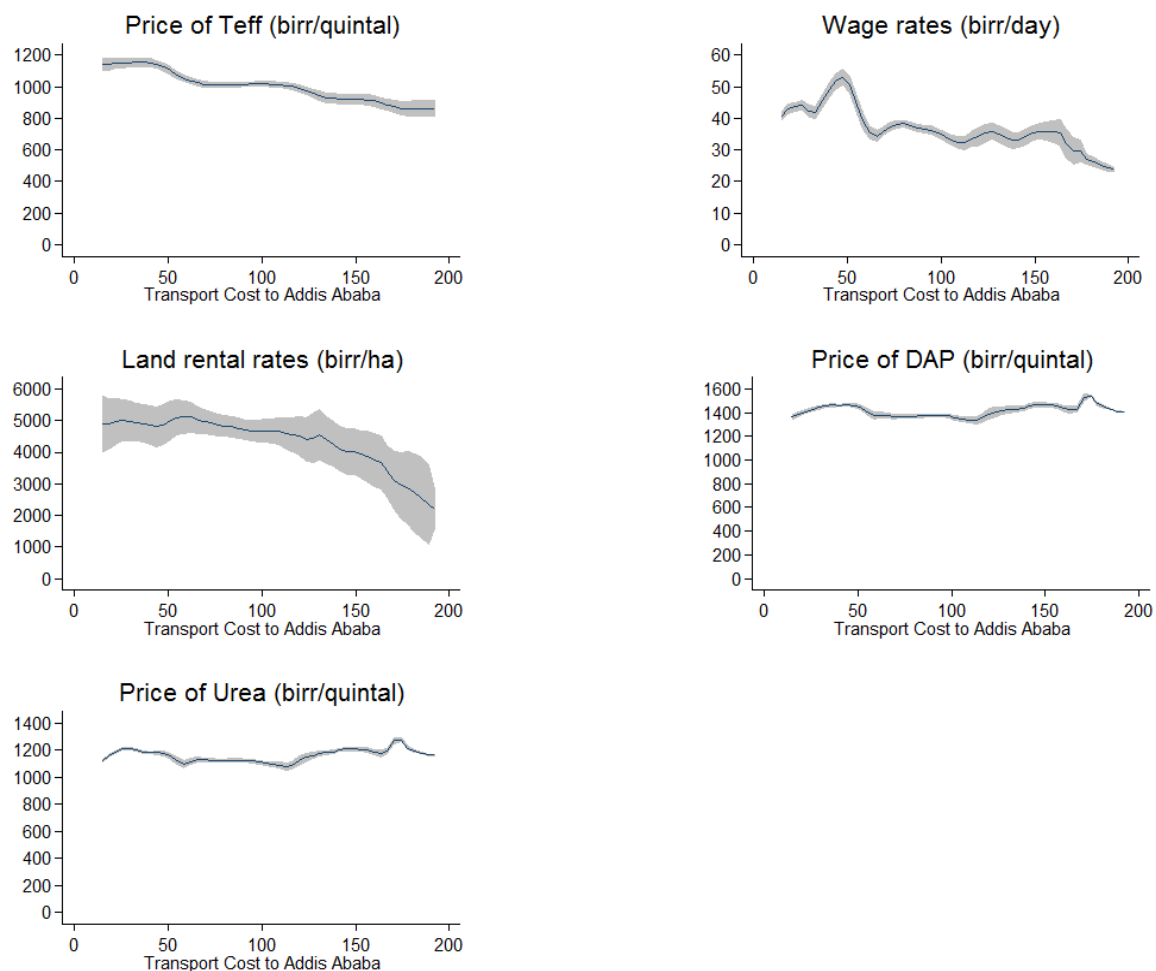 Price of Teff (birr/quintal)
1200
1000
800
600
400
200
0
0 50 100 150 200
Transport Cost to Addis Ababa
Wage rates (birr/day)
60
50
40
30
20
10
0
0 50 100 150 200
Transport Cost to Addis Ababa
Land rental rates (birr/ha)
6000
5000
4000
3000
2000
1000
0
0 50 100 150 200
Transport Cost to Addis Ababa
Price of DAP (birr/quintal)
1600
1400
1200
1000
800
600
400
200
0
0 50 100 150 200
Transport Cost to Addis Ababa
Price of Urea (birr/quintal)
1400
1200
1000
800
600
400
200
0
0 50 100 150 200
Transport Cost to Addis Ababa